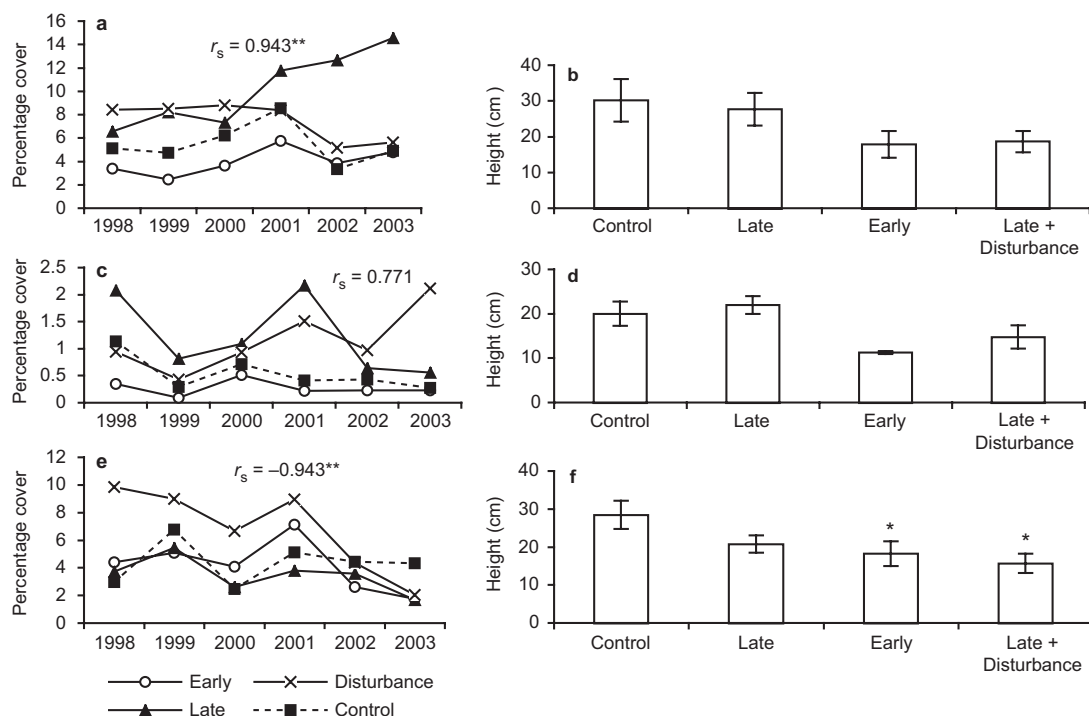 a
r_s = 0.943**
Percentage cover
16
14
12
10
8
6
4
2
0
1998 1999 2000 2001 2002 2003
b
Height (cm)
40
30
20
10
0
Control Late Early Late +
Disturbance
c
r_s = 0.771
Percentage cover
2.5
2
1.5
1
0.5
0
1998 1999 2000 2001 2002 2003
d
Height (cm)
30
20
10
0
Control Late Early Late +
Disturbance
e
r_s = –0.943**
Percentage cover
12
10
8
6
4
2
0
1998 1999 2000 2001 2002 2003
f
Height (cm)
40
30
20
10
0
* *
Control Late Early Late +
Disturbance
Early Disturbance
Late Control